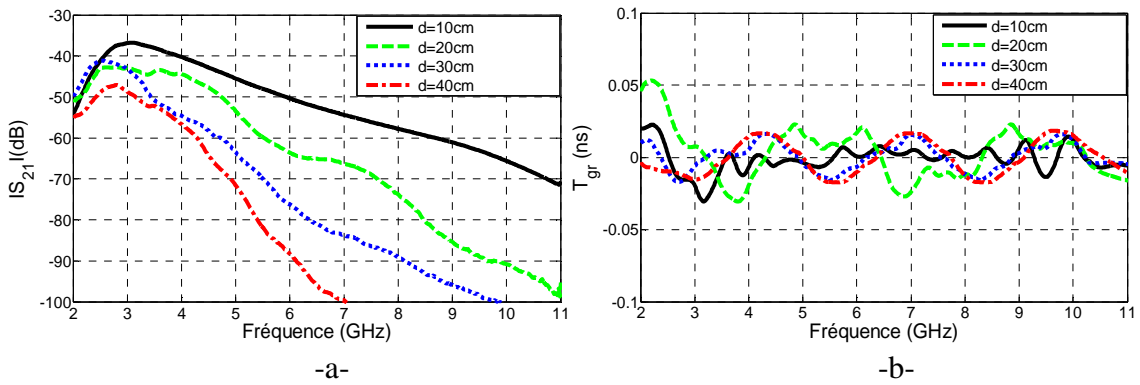 -30
-40
-50
-60
-70
-80
-90
-100
2 3 4 5 6 7 8 9 10 11
Fréquence (GHz)
IS21I(dB)
d=10cm
d=20cm
d=30cm
d=40cm
-a-
0.1
0.05
0
-0.05
-0.1
2 3 4 5 6 7 8 9 10 11
Fréquence (GHz)
Tgr (ns)
d=10cm
d=20cm
d=30cm
d=40cm
-b-